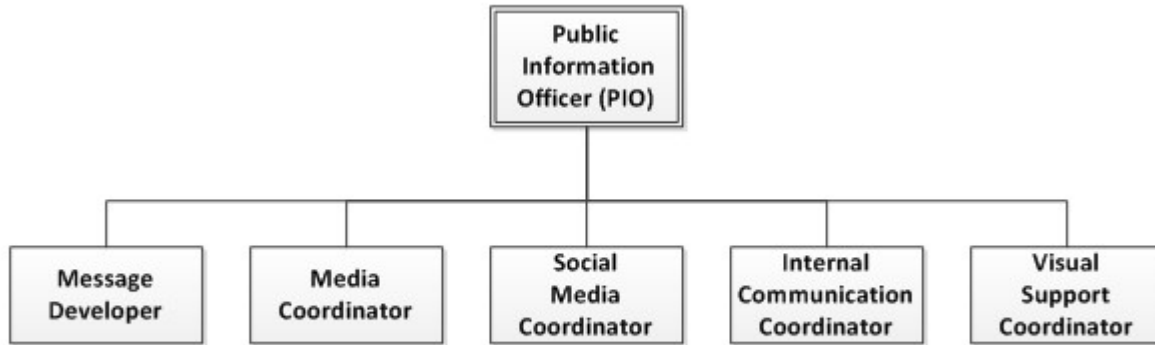 Public
Information
Officer (PIO)
Message
Developer
Media
Coordinator
Social
Media
Coordinator
Internal
Communication
Coordinator
Visual
Support
Coordinator